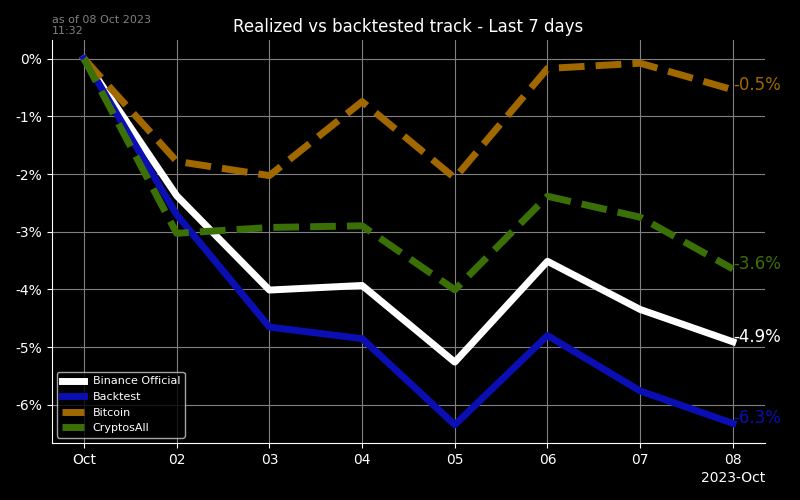 as of 08 Oct 2023
11:32
Realized vs backtested track - Last 7 days
0%
-1%
-2%
-3%
-4%
-5%
-6%
-0.5%
-3.6%
-4.9%
-6.3%
Binance Official
Backtest
Bitcoin
CryptosAll
Oct 02 03 04 05 06 07 08
2023-Oct